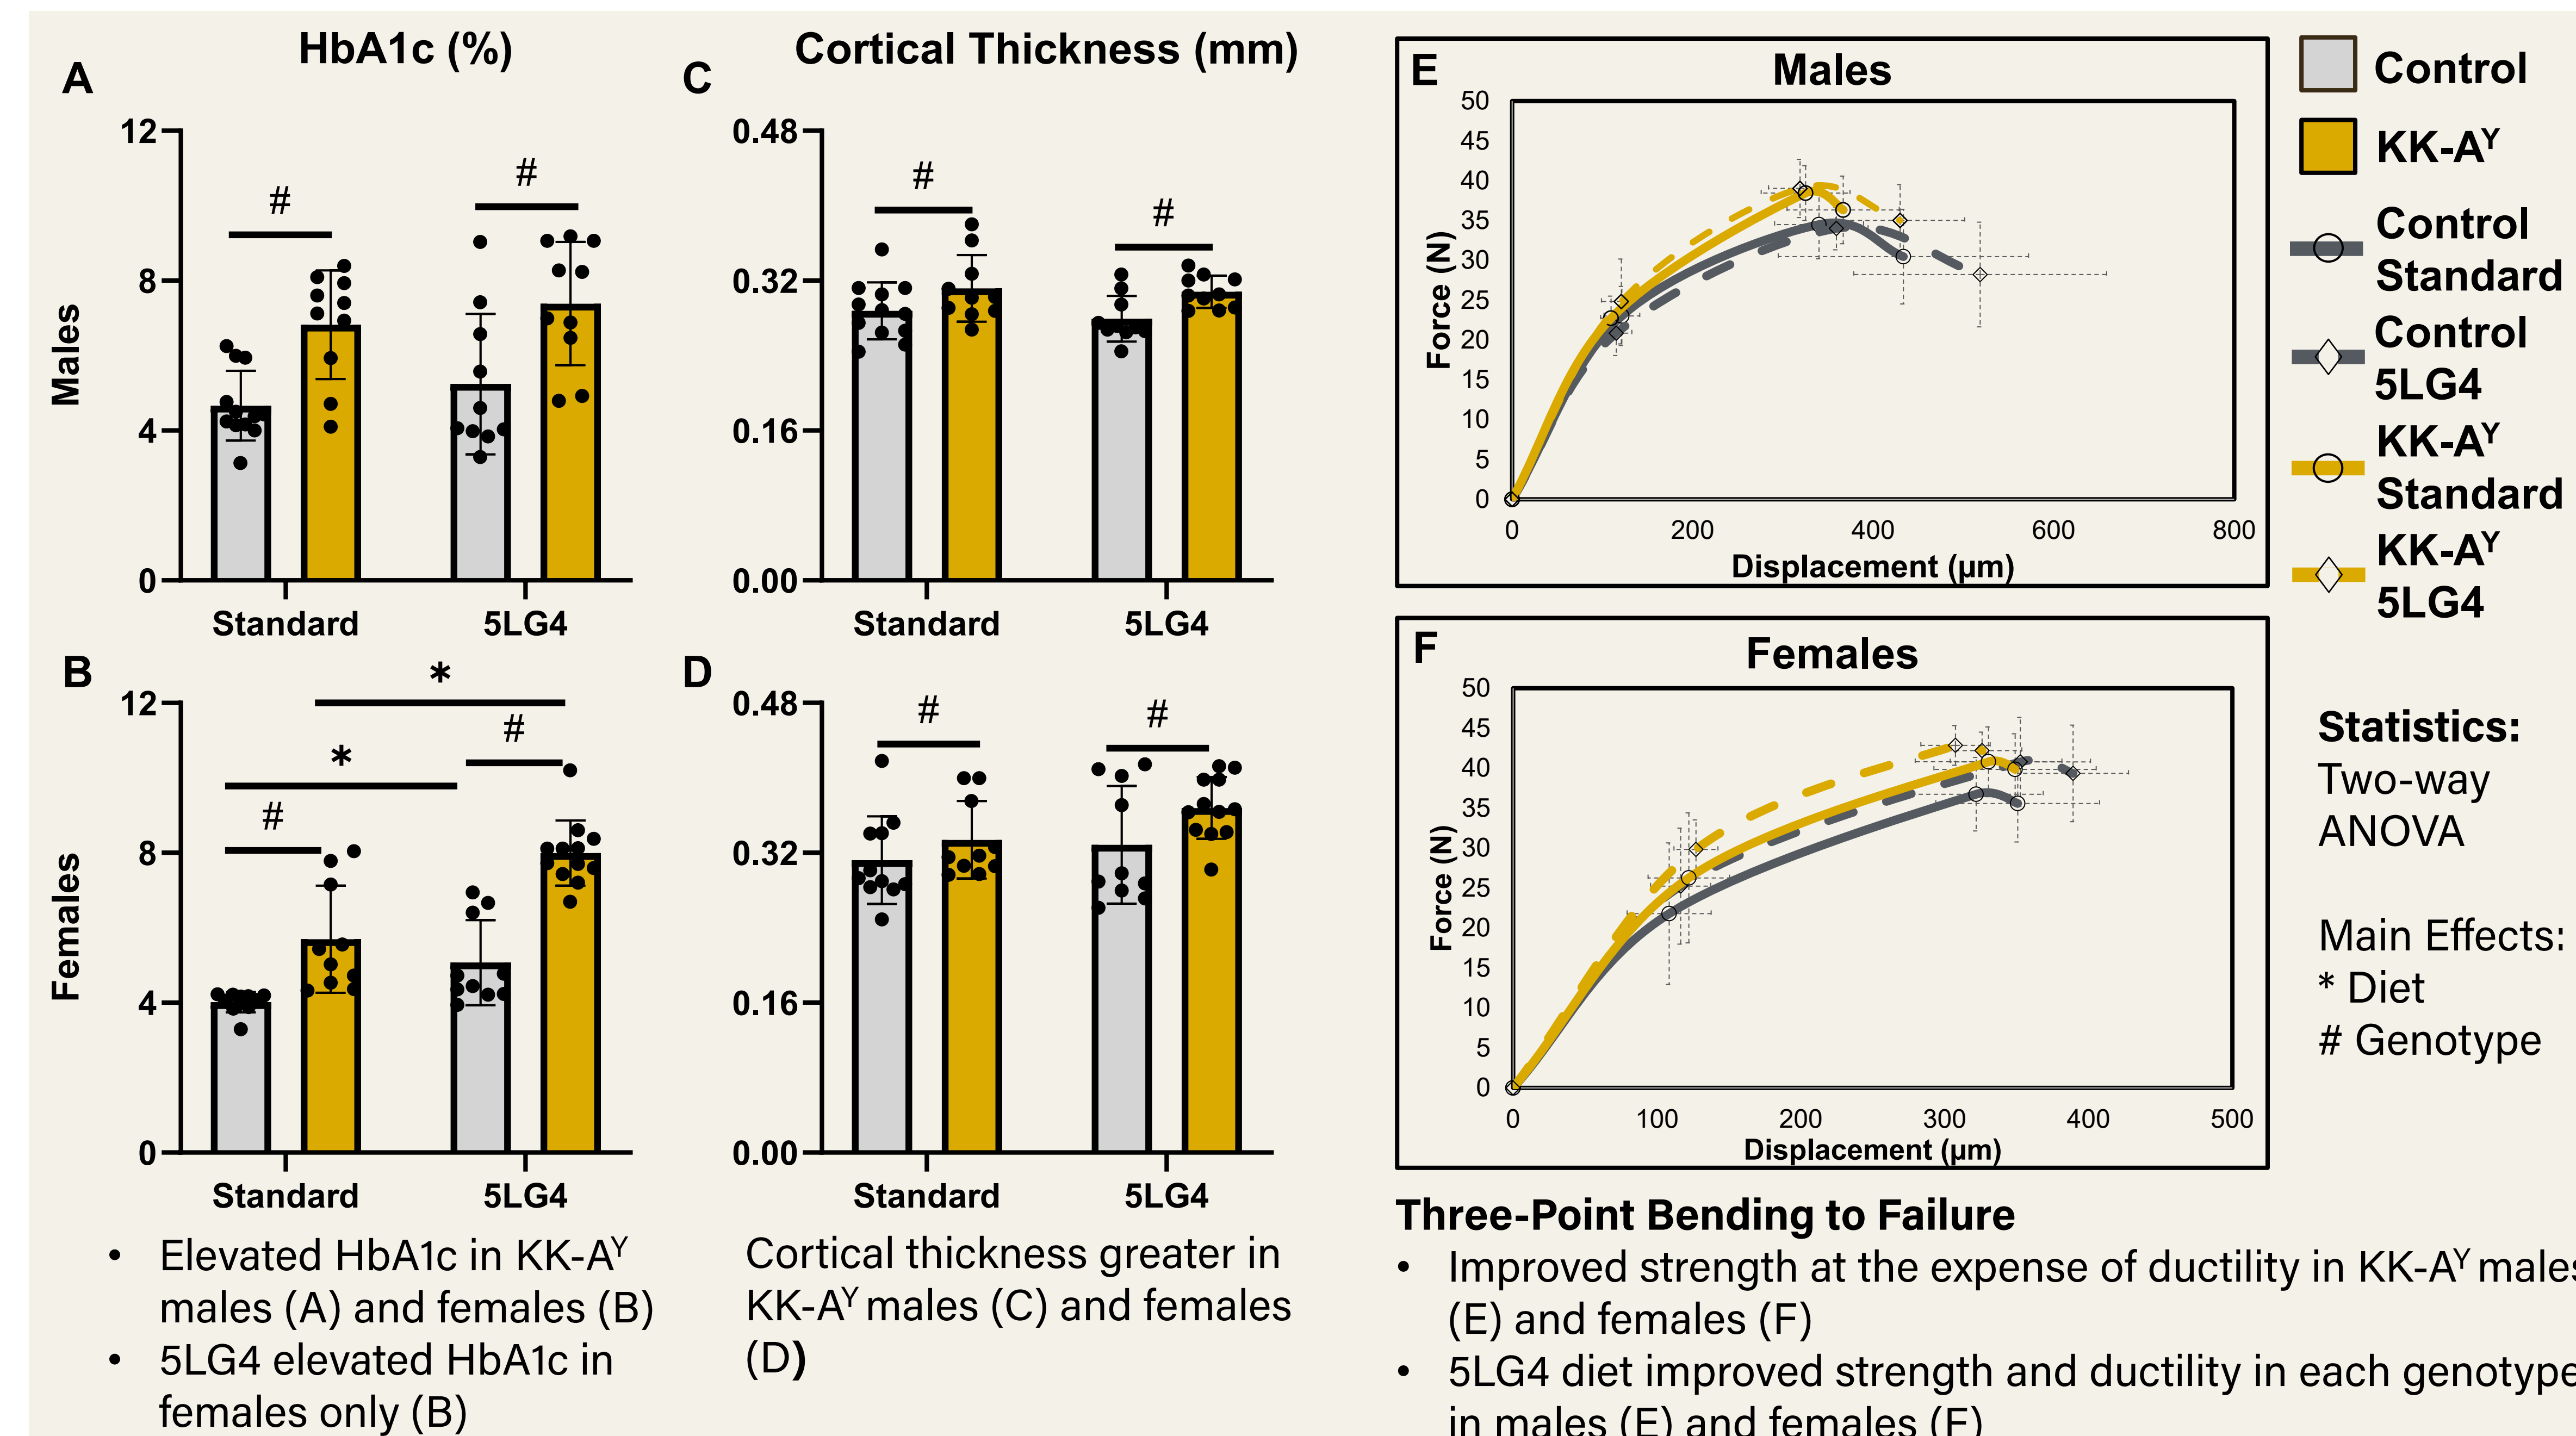 HbA1c (%)
A
Males
12
8
4
0
#
#
Standard
5LG4
B
Females
12
8
4
0
*
#
*
#
Standard
5LG4
• Elevated HbA1c in KK-Aʸ
males (A) and females (B)
• 5LG4 elevated HbA1c in
females only (B)
Cortical Thickness (mm)
C
0.48
0.32
0.16
0.00
#
#
Standard
5LG4
D
0.48
0.32
0.16
0.00
#
#
Standard
5LG4
Cortical thickness greater in
KK-Aʸ males (C) and females
(D)
E
Males
Force (N)
50
45
40
35
30
25
20
15
10
5
0
0
200
400
600
800
Displacement (µm)
F
Females
Force (N)
50
45
40
35
30
25
20
15
10
5
0
0
100
200
300
400
500
Displacement (µm)
Three-Point Bending to Failure
• Improved strength at the expense of ductility in KK-Aʸ males
(E) and females (F)
• 5LG4 diet improved strength and ductility in each genotype
in males (E) and females (F)
Control
KK-Aʸ
Control
Standard
Control
5LG4
KK-Aʸ
Standard
KK-Aʸ
5LG4
Statistics:
Two-way
ANOVA
Main Effects:
* Diet
# Genotype